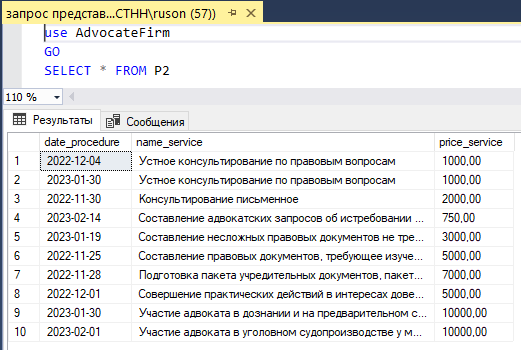 запрос представ...СТНН\ruson (57))
use AdvocateFirm
GO
SELECT * FROM P2
110 %
Результаты Сообщения
date_procedure name_service price_service
1 2022-12-04 Устное консультирование по правовым вопросам 1000,00
2 2023-01-30 Устное консультирование по правовым вопросам 1000,00
3 2022-11-30 Консультирование письменное 2000,00
4 2023-02-14 Составление адвокатских запросов об истребовании ... 750,00
5 2023-01-19 Составление несложных правовых документов не тре... 3000,00
6 2022-11-25 Составление правовых документов, требующее изуче... 5000,00
7 2022-11-28 Подготовка пакета учредительных документов, пакет... 7000,00
8 2022-12-01 Совершение практических действий в интересах дове... 5000,00
9 2023-01-30 Участие адвоката в дознании и на предварительном с... 10000,00
10 2023-02-01 Участие адвоката в уголовном судопроизводстве у м... 10000,00